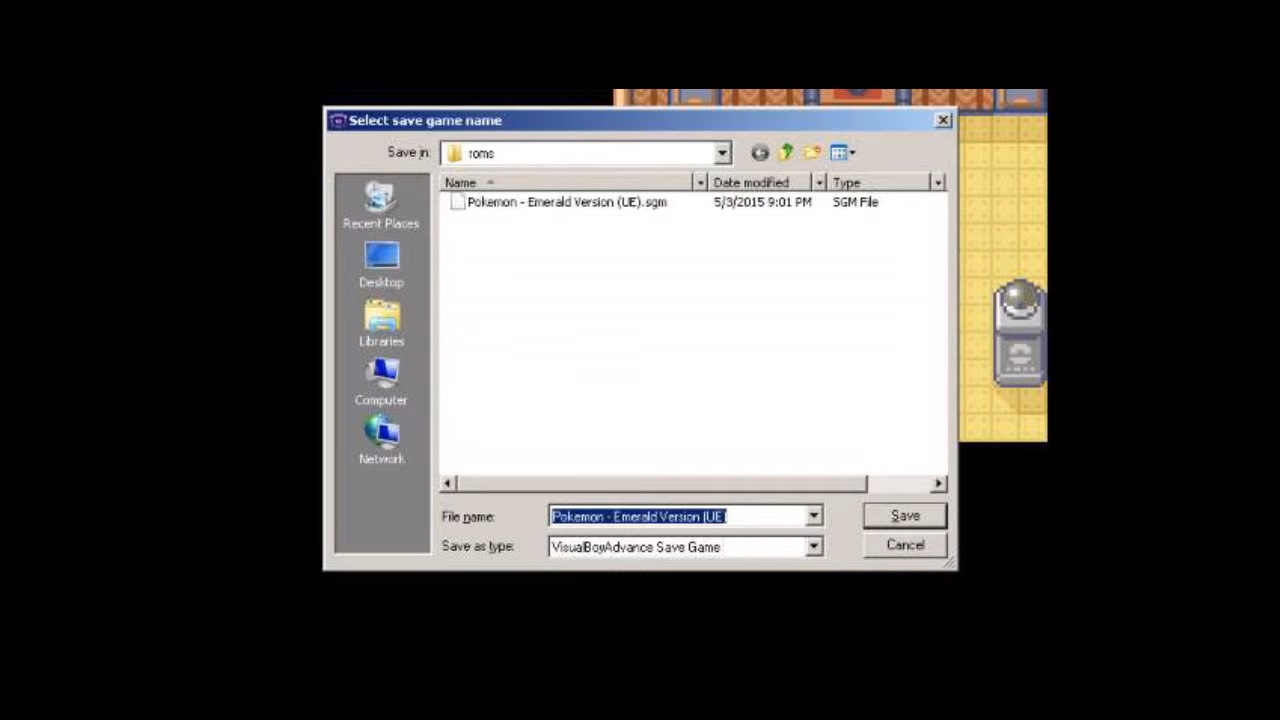 Select save game name
Save in:
roms
Name
Date modified
Type
Pokemon - Emerald Version (UE).sgm
5/3/2015 9:01 PM
SGM File
Recent Places
Desktop
Libraries
Computer
Network
File name:
Pokemon - Emerald Version (UE)
Save
Save as type:
VisualBoyAdvance Save Game
Cancel